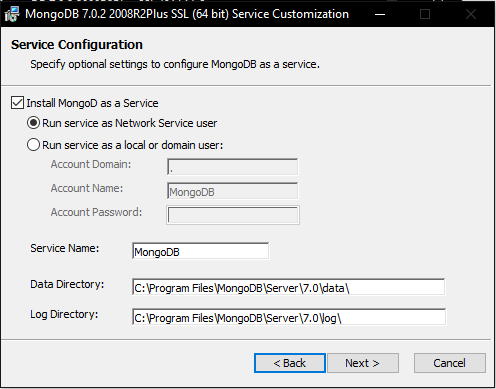 MongoDB 7.0.2 2008R2Plus SSL (64 bit) Service Customization
Service Configuration
Specify optional settings to configure MongoDB as a service.
Install MongoD as a Service
Run service as Network Service user
Run service as a local or domain user:
Account Domain: .
Account Name: MongoDB
Account Password:
Service Name: MongoDB
Data Directory: C:\Program Files\MongoDB\Server\7.0\data\
Log Directory: C:\Program Files\MongoDB\Server\7.0\log\
< Back Next > Cancel